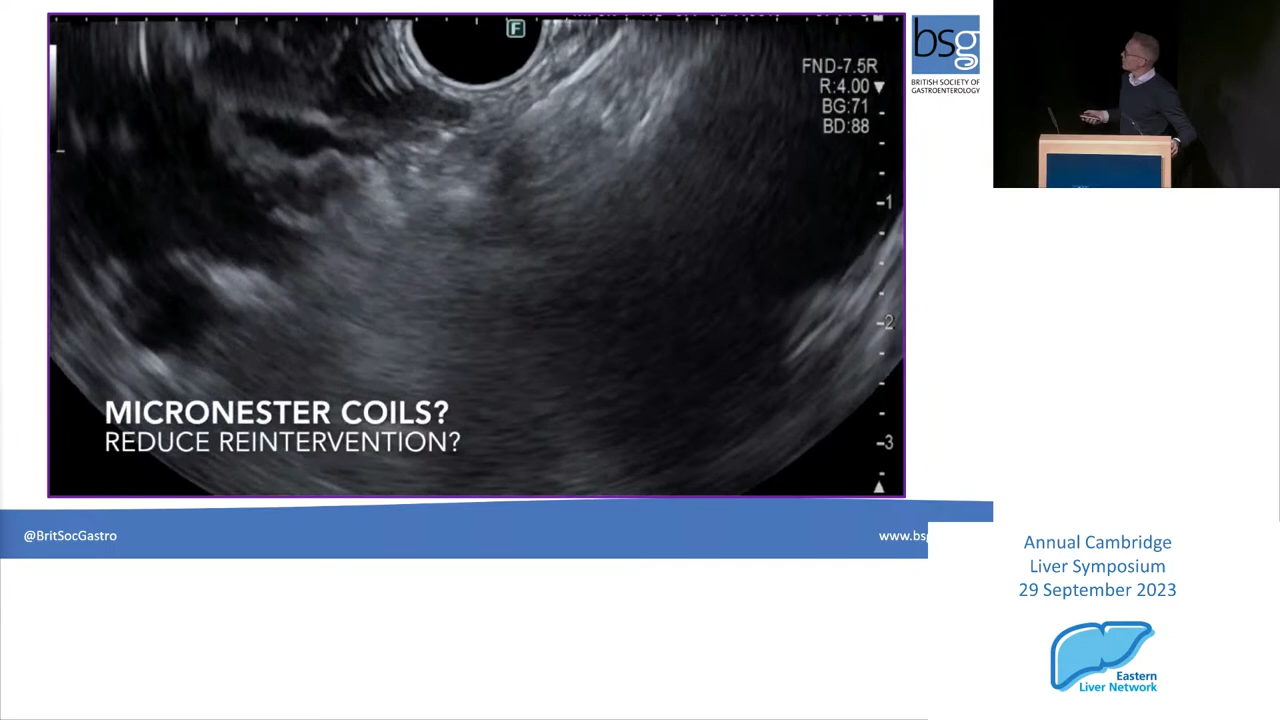 F
FND-7.5R
R:4.00
BG:71
BD:88
1
2
3
MICRONESTER COILS?
REDUCE REINTERVENTION?
bsg
BRITISH SOCIETY OF
GASTROENTEROLOGY
@BritSocGastro
www.bs
Annual Cambridge
Liver Symposium
29 September 2023
Eastern
Liver Network